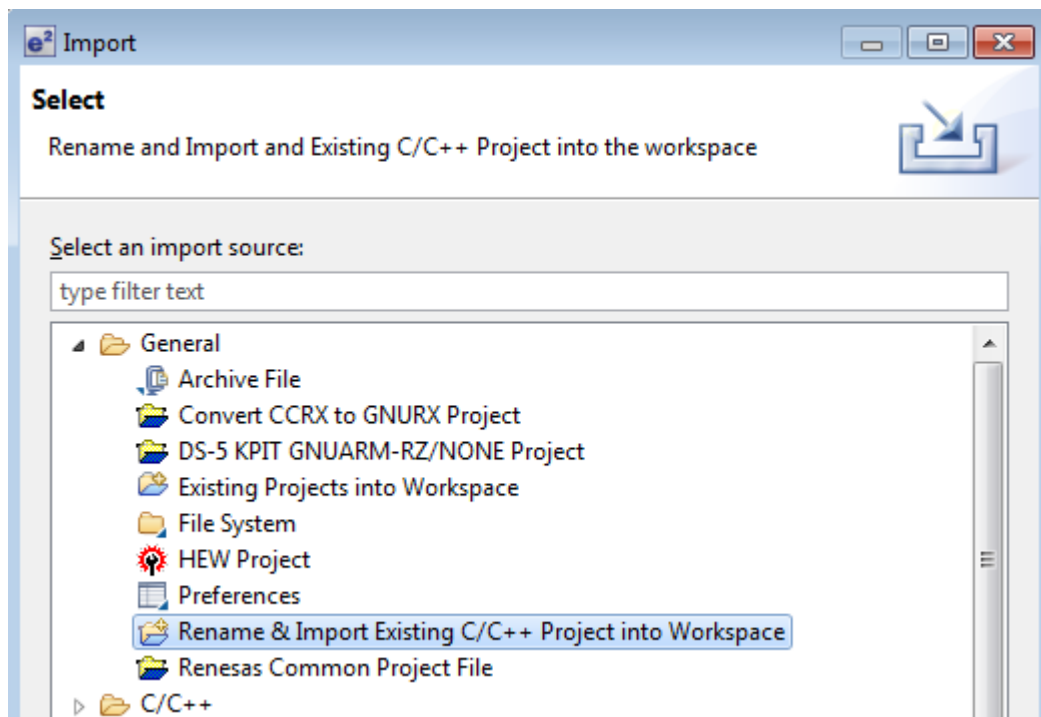 e² Import
Select
Rename and Import and Existing C/C++ Project into the workspace
Select an import source:
type filter text
General
Archive File
Convert CCRX to GNURX Project
DS-5 KPIT GNUARM-RZ/NONE Project
Existing Projects into Workspace
File System
HEW Project
Preferences
Rename & Import Existing C/C++ Project into Workspace
Renesas Common Project File
C/C++